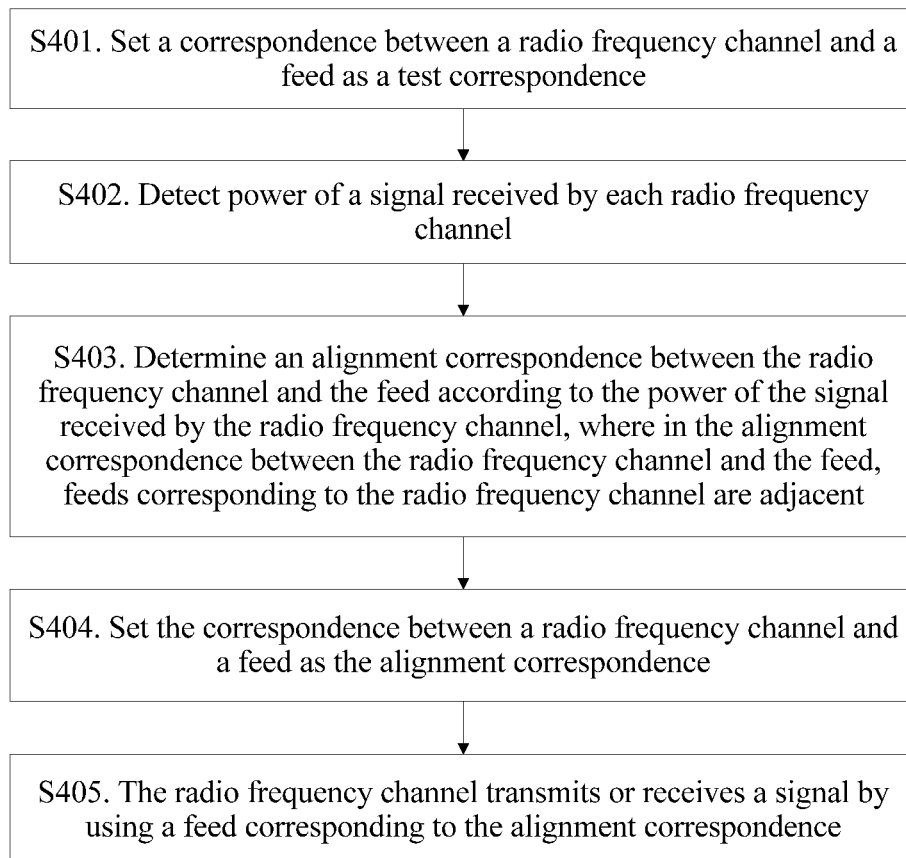 S401. Set a correspondence between a radio frequency channel and a
feed as a test correspondence
S402. Detect power of a signal received by each radio frequency
channel
S403. Determine an alignment correspondence between the radio
frequency channel and the feed according to the power of the signal
received by the radio frequency channel, where in the alignment
correspondence between the radio frequency channel and the feed,
feeds corresponding to the radio frequency channel are adjacent
S404. Set the correspondence between a radio frequency channel and
a feed as the alignment correspondence
S405. The radio frequency channel transmits or receives a signal by
using a feed corresponding to the alignment correspondence